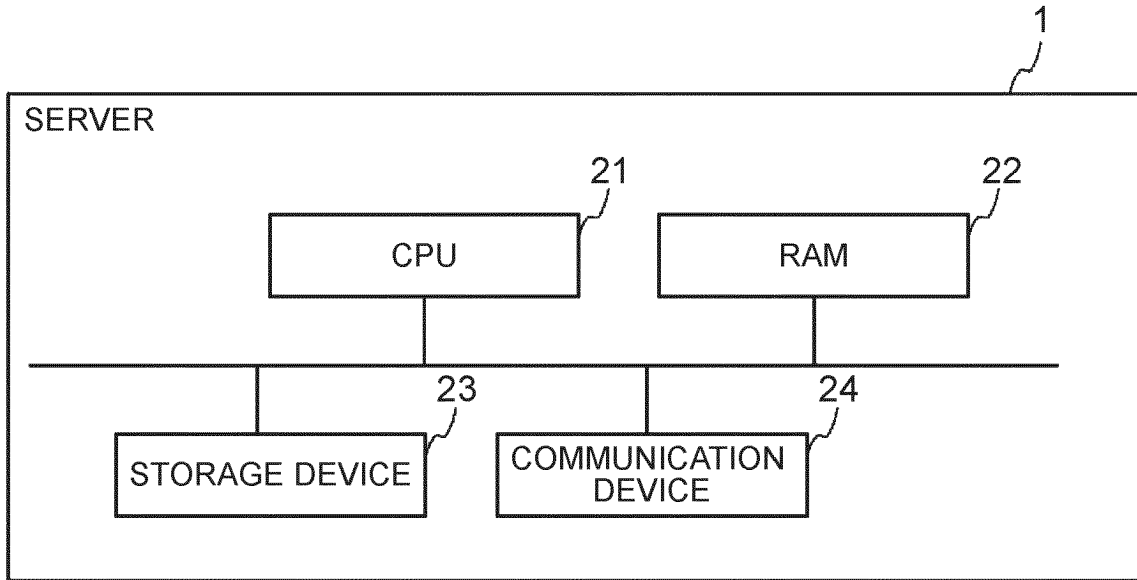 1
SERVER
21
22
CPU
RAM
23
24
STORAGE DEVICE
COMMUNICATION
DEVICE